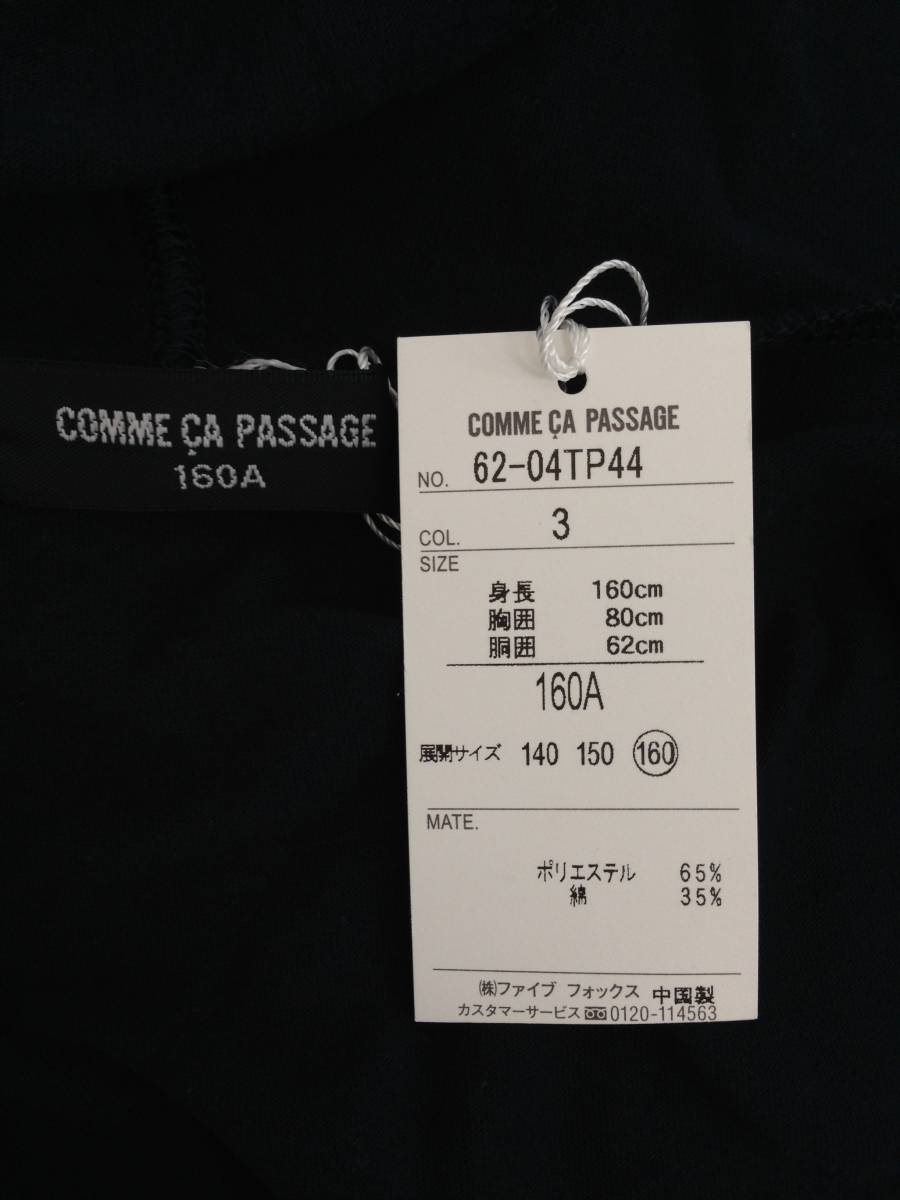 COMME ÇA PASSAGE
160A
COMME ÇA PASSAGE
NO. 62-04TP44
COL. 3
SIZE
身長 160cm
胸囲 80cm
胴囲 62cm
160A
展開サイズ 140 150 160
MATE.
ポリエステル 65%
綿 35%
㈱ファイブ フォックス 中国製
カスタマーサービス 0120-114563